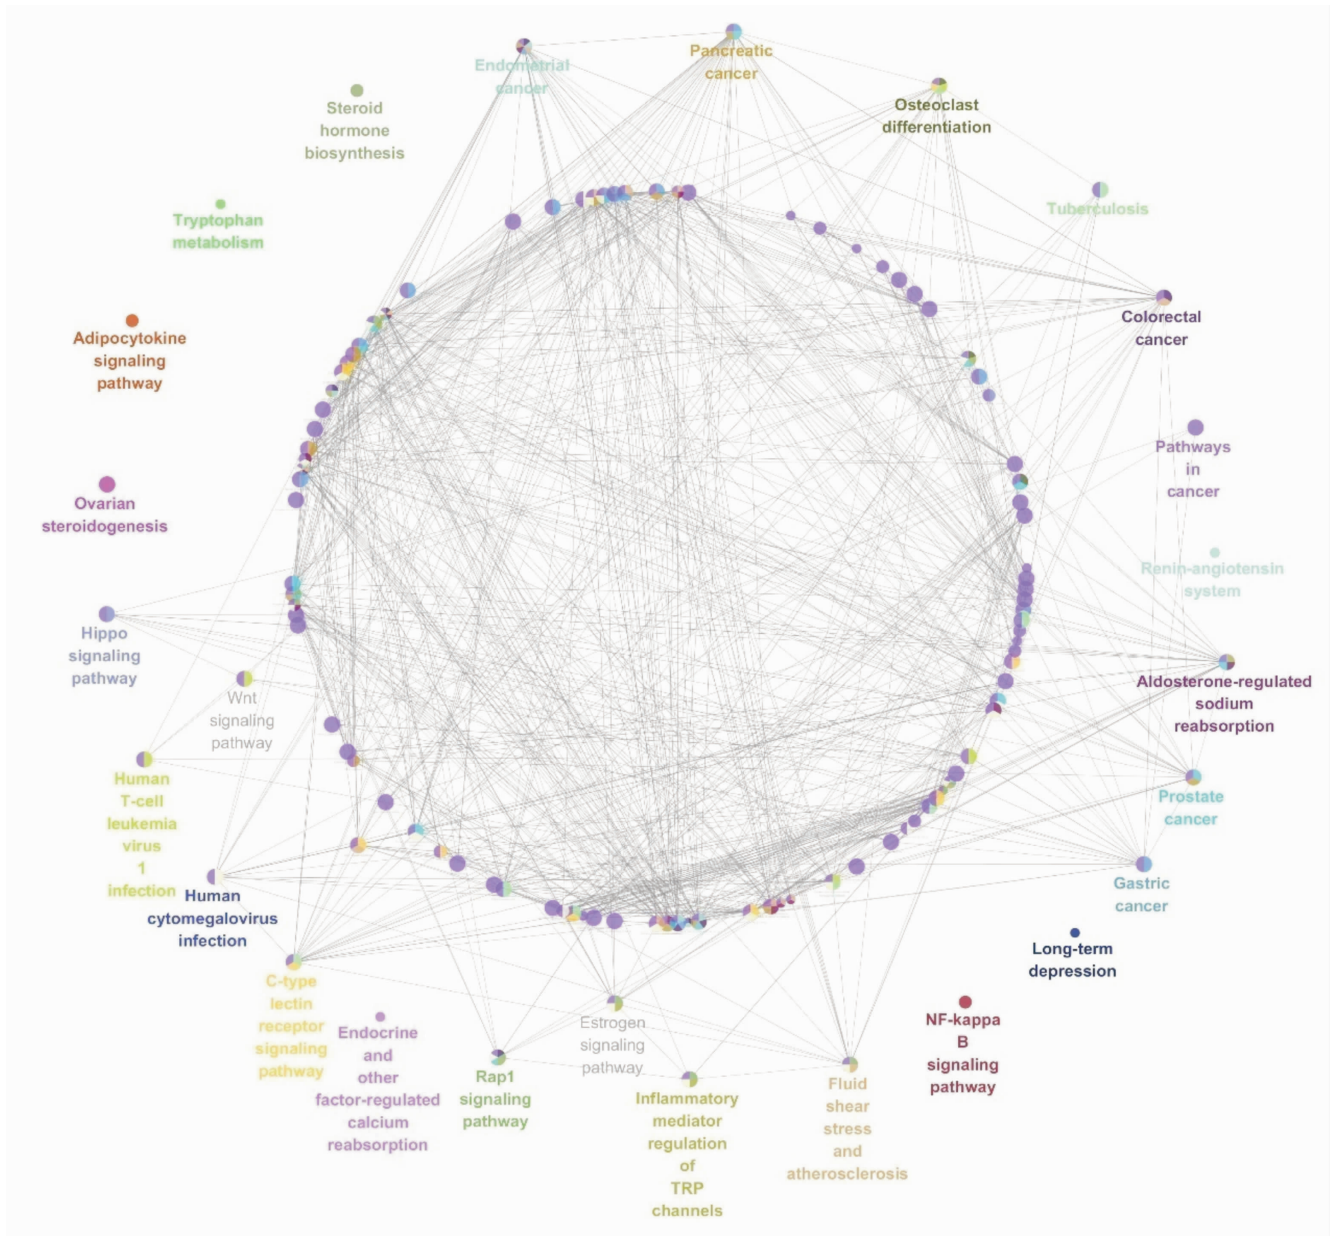 Endometrial
cancer
Pancreatic
cancer
Osteoclast
differentiation
Steroid
hormone
biosynthesis
Tuberculosis
Tryptophan
metabolism
Colorectal
cancer
Adipocytokine
signaling
pathway
Pathways
in
cancer
Ovarian
steroidogenesis
Renin-angiotensin
system
Hippo
signaling
pathway
Aldosterone-regulated
sodium
reabsorption
Wnt
signaling
pathway
Human
T-cell
leukemia
virus
1
infection
Prostate
cancer
Gastric
cancer
Human
cytomegalovirus
infection
Long-term
depression
C-type
lectin
receptor
signaling
pathway
Endocrine
and
other
factor-regulated
calcium
reabsorption
Rap1
signaling
pathway
Estrogen
signaling
pathway
Inflammatory
mediator
regulation
of
TRP
channels
Fluid
shear
stress
and
atherosclerosis
NF-kappa
B
signaling
pathway